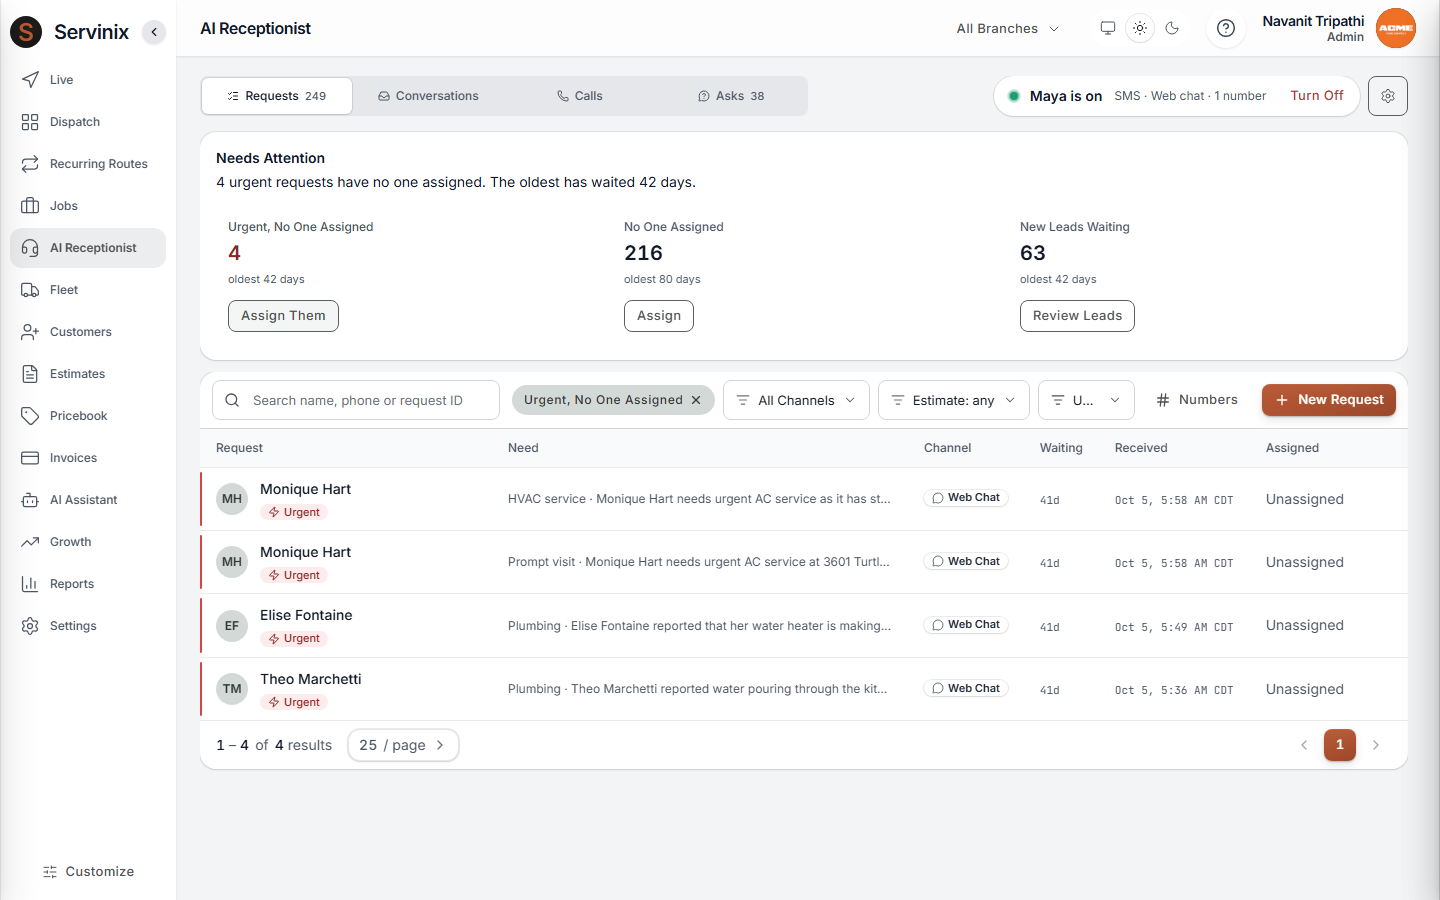 S Servinix
AI Receptionist
All Branches
Navanit Tripathi
Admin
ACME
Live
Dispatch
Recurring Routes
Jobs
AI Receptionist
Fleet
Customers
Estimates
Pricebook
Invoices
AI Assistant
Growth
Reports
Settings
Customize
Requests 249
Conversations
Calls
Asks 38
Maya is on SMS · Web chat · 1 number Turn Off
Needs Attention
4 urgent requests have no one assigned. The oldest has waited 42 days.
Urgent, No One Assigned
4
oldest 42 days
Assign Them
No One Assigned
216
oldest 80 days
Assign
New Leads Waiting
63
oldest 42 days
Review Leads
Search name, phone or request ID
Urgent, No One Assigned
All Channels
Estimate: any
U...
Numbers
New Request
Request Need Channel Waiting Received Assigned
MH Monique Hart
Urgent
HVAC service · Monique Hart needs urgent AC service as it has st... Web Chat 41d Oct 5, 5:58 AM CDT Unassigned
MH Monique Hart
Urgent
Prompt visit · Monique Hart needs urgent AC service at 3601 Turtl... Web Chat 41d Oct 5, 5:58 AM CDT Unassigned
EF Elise Fontaine
Urgent
Plumbing · Elise Fontaine reported that her water heater is making... Web Chat 41d Oct 5, 5:49 AM CDT Unassigned
TM Theo Marchetti
Urgent
Plumbing · Theo Marchetti reported water pouring through the kit... Web Chat 41d Oct 5, 5:36 AM CDT Unassigned
1 – 4 of 4 results
25 / page
1